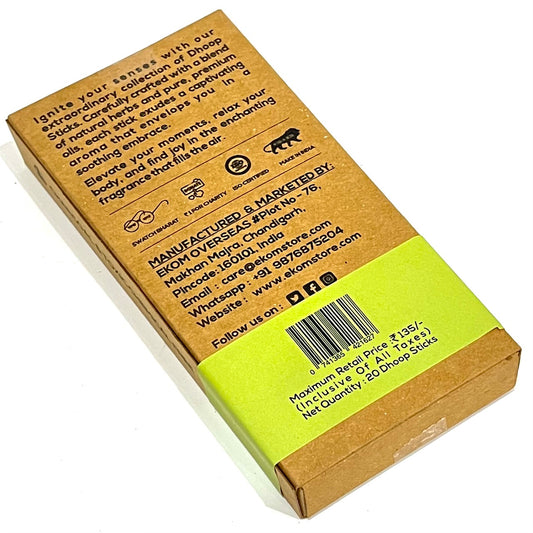 Ignite your senses with our
extraordinary collection of Dhoop
Sticks. Carefully crafted with a blend
of natural herbs and pure, premium
oils, each stick exudes a captivating
aroma that envelops you in a
soothing embrace.
Elevate your moments, relax your
body, and find joy in the enchanting
fragrance that fills the air.
SWATCH BHARAT
₹1 FOR CHARITY
ISO CERTIFIED
MAKE IN INDIA
MANUFACTURED & MARKETED BY:
EKOM OVERSEAS #Plot No-76,
Makhan Majra, Chandigarh,
Pincode: 160101. India
Email : care@ekomstore.com
Whatsapp : +91 9876875204
Website : www.ekomstore.com
Follow us on :
0 741365 421627
Maximum Retail Price :₹135/-
(Inclusive Of All Taxes)
Net Quantity : 20 Dhoop Sticks